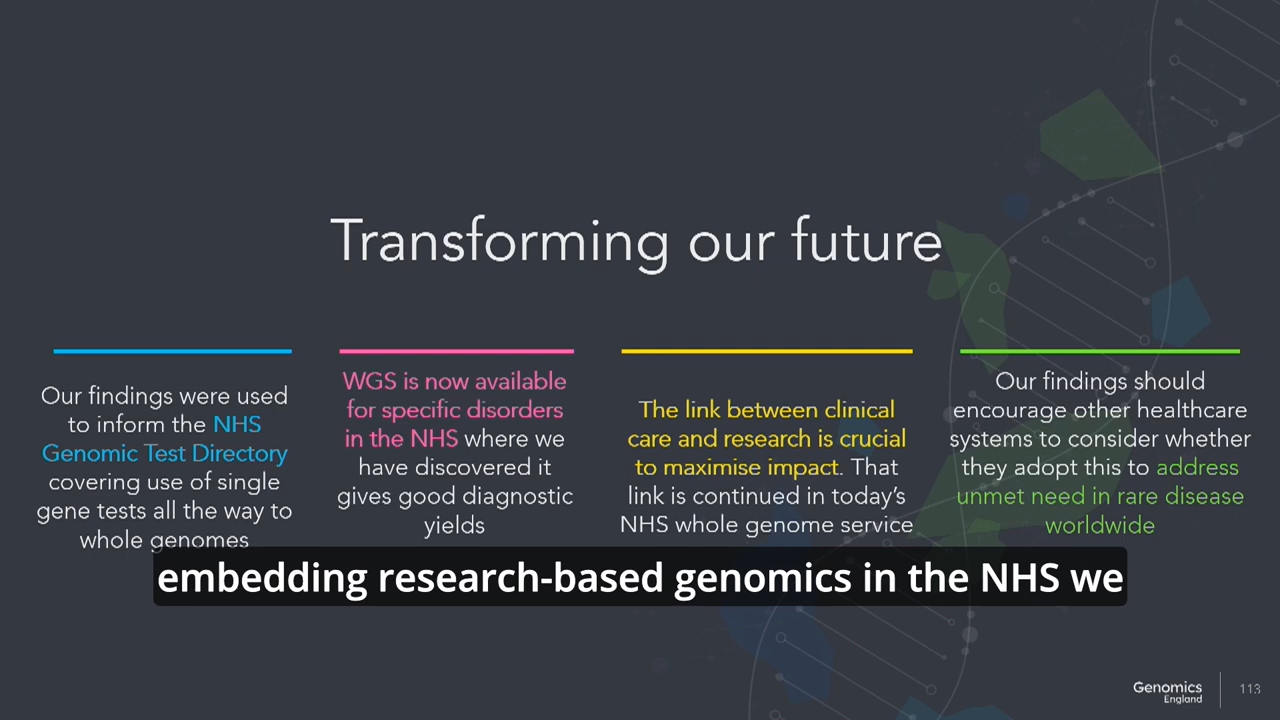 Transforming our future
Our findings were used
to inform the NHS
Genomic Test Directory
covering use of single
gene tests all the way to
whole genomes
WGS is now available
for specific disorders
in the NHS where we
have discovered it
gives good diagnostic
yields
The link between clinical
care and research is crucial
to maximise impact. That
link is continued in today's
NHS whole genome service
Our findings should
encourage other healthcare
systems to consider whether
they adopt this to address
unmet need in rare disease
worldwide
embedding research-based genomics in the NHS we
Genomics
England
113